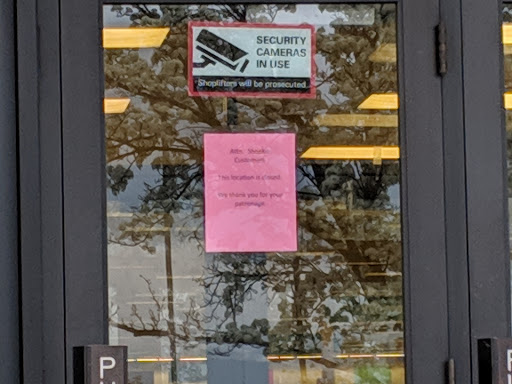 SECURITY
CAMERAS
IN USE
Shoplifters will be prosecuted.
Attn: Shopko
Customers
This location is closed.
We thank you for your
patronage.
P